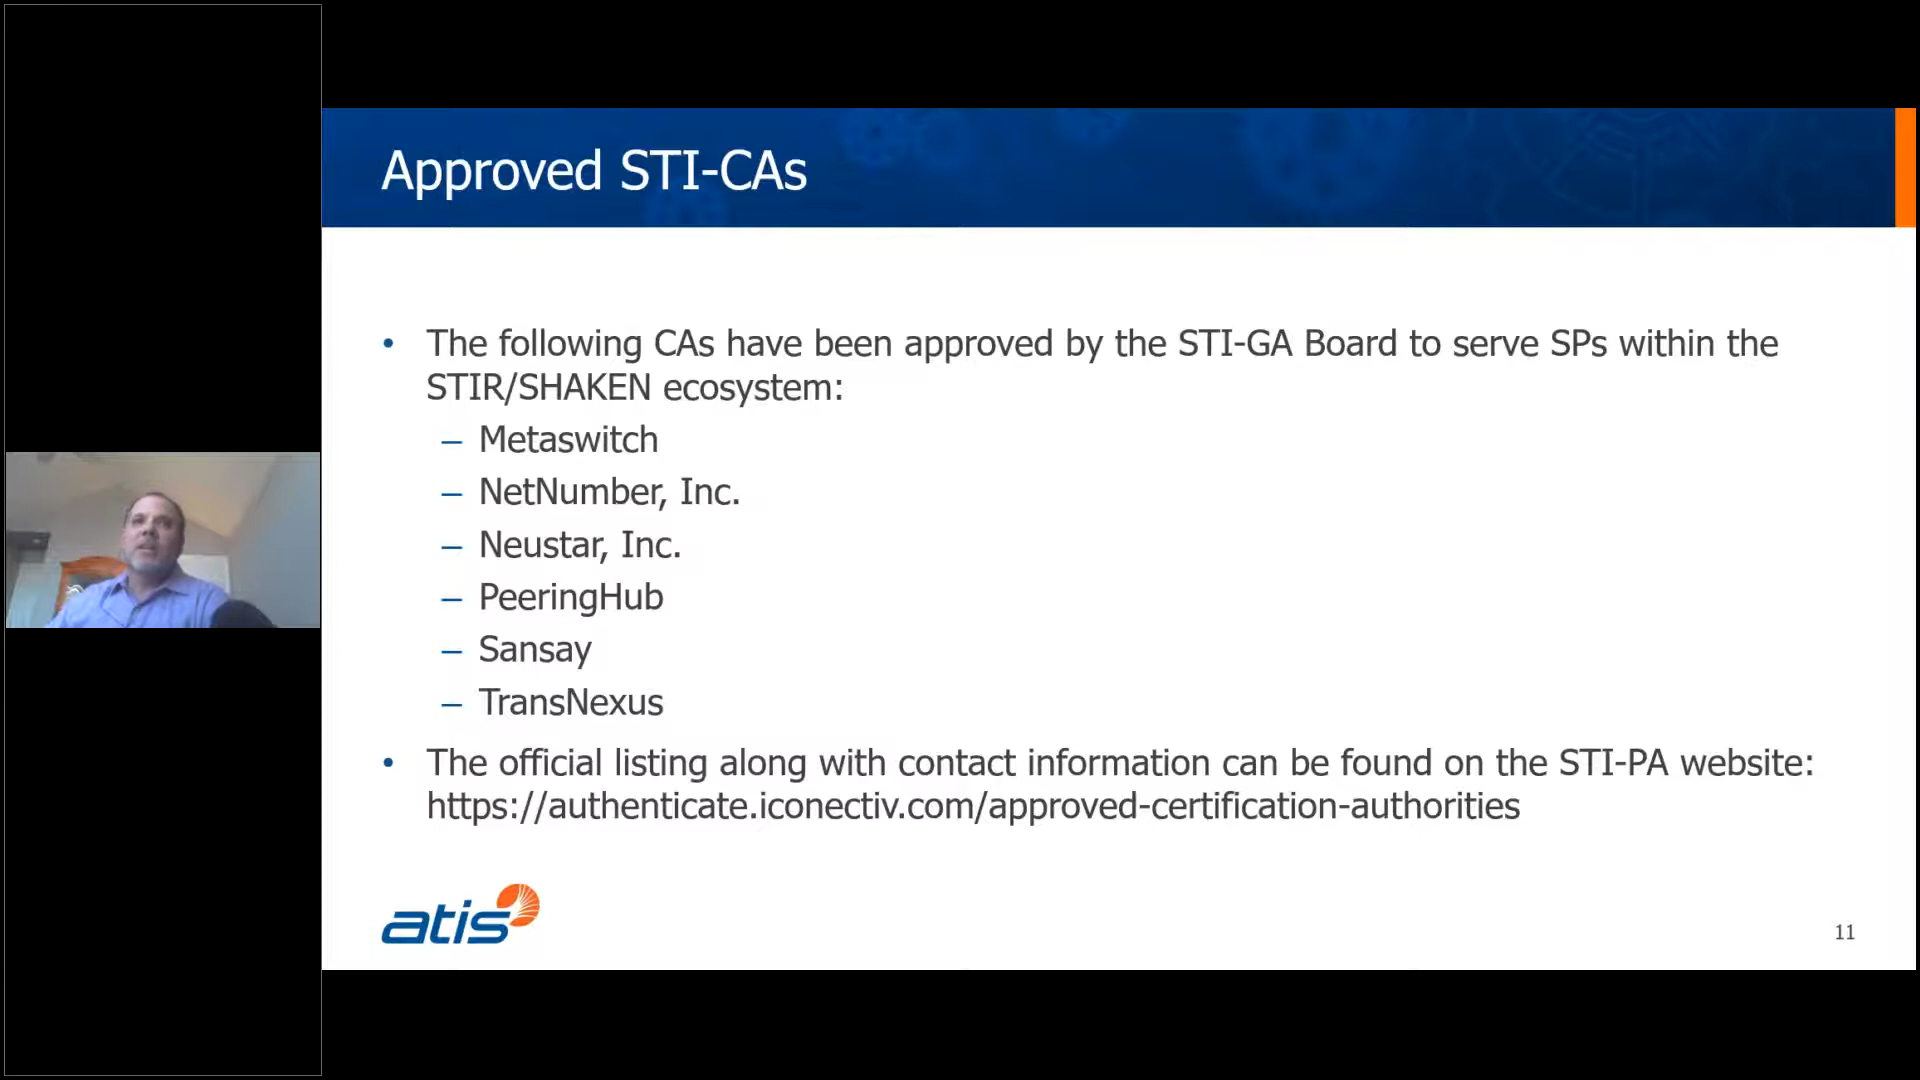 Approved STI-CAs
• The following CAs have been approved by the STI-GA Board to serve SPs within the
STIR/SHAKEN ecosystem:
– Metaswitch
– NetNumber, Inc.
– Neustar, Inc.
– PeeringHub
– Sansay
– TransNexus
• The official listing along with contact information can be found on the STI-PA website:
https://authenticate.iconectiv.com/approved-certification-authorities
atis
11